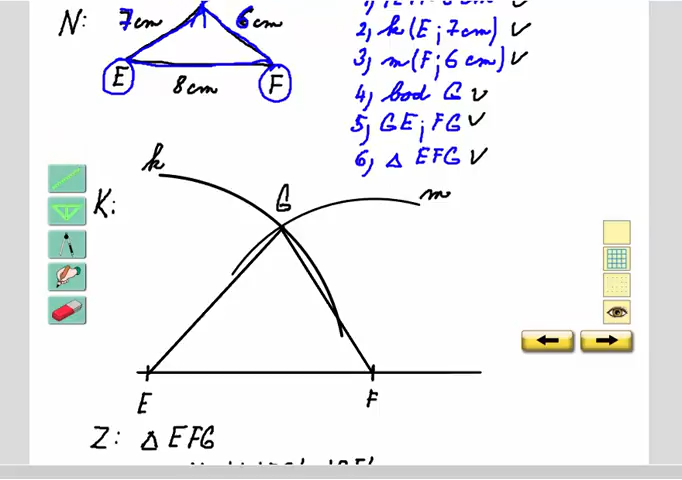 N: 7cm 6cm
E F
8cm
2, k(E; 7cm) ✓
3, m(F; 6cm) ✓
4, bod G ✓
5, GE; FG ✓
6, △ EFG ✓
k
K: G m
E F
Z: △ EFG